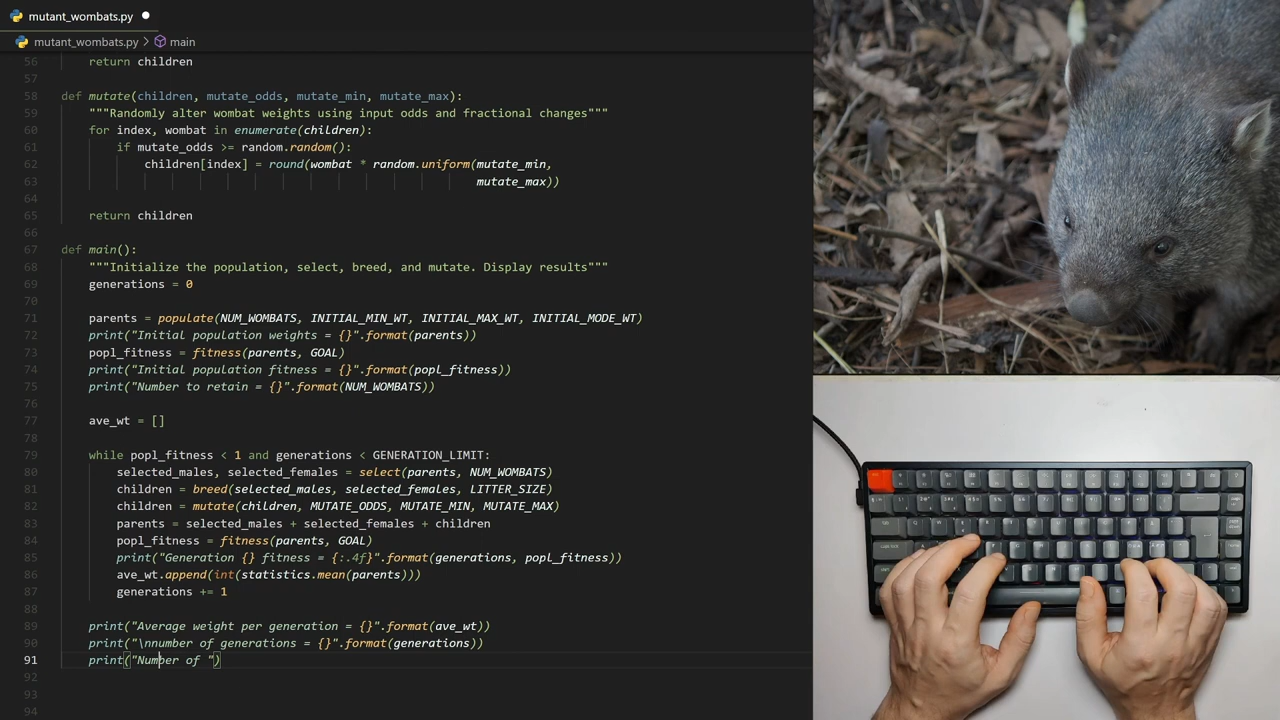 mutant_wombats.py
mutant_wombats.py > main
56 return children
57
58 def mutate(children, mutate_odds, mutate_min, mutate_max):
59 """Randomly alter wombat weights using input odds and fractional changes"""
60 for index, wombat in enumerate(children):
61 if mutate_odds >= random.random():
62 children[index] = round(wombat * random.uniform(mutate_min,
63 mutate_max))
64
65 return children
66
67 def main():
68 """Initialize the population, select, breed, and mutate. Display results"""
69 generations = 0
70
71 parents = populate(NUM_WOMBATS, INITIAL_MIN_WT, INITIAL_MAX_WT, INITIAL_MODE_WT)
72 print("Initial population weights = {}".format(parents))
73 popl_fitness = fitness(parents, GOAL)
74 print("Initial population fitness = {}".format(popl_fitness))
75 print("Number to retain = {}".format(NUM_WOMBATS))
76
77 ave_wt = []
78
79 while popl_fitness < 1 and generations < GENERATION_LIMIT:
80 selected_males, selected_females = select(parents, NUM_WOMBATS)
81 children = breed(selected_males, selected_females, LITTER_SIZE)
82 children = mutate(children, MUTATE_ODDS, MUTATE_MIN, MUTATE_MAX)
83 parents = selected_males + selected_females + children
84 popl_fitness = fitness(parents, GOAL)
85 print("Generation {} fitness = {:.4f}".format(generations, popl_fitness))
86 ave_wt.append(int(statistics.mean(parents)))
87 generations += 1
88
89 print("Average weight per generation = {}".format(ave_wt))
90 print("\nnumber of generations = {}".format(generations))
91 print("Number of ")
92
93
94